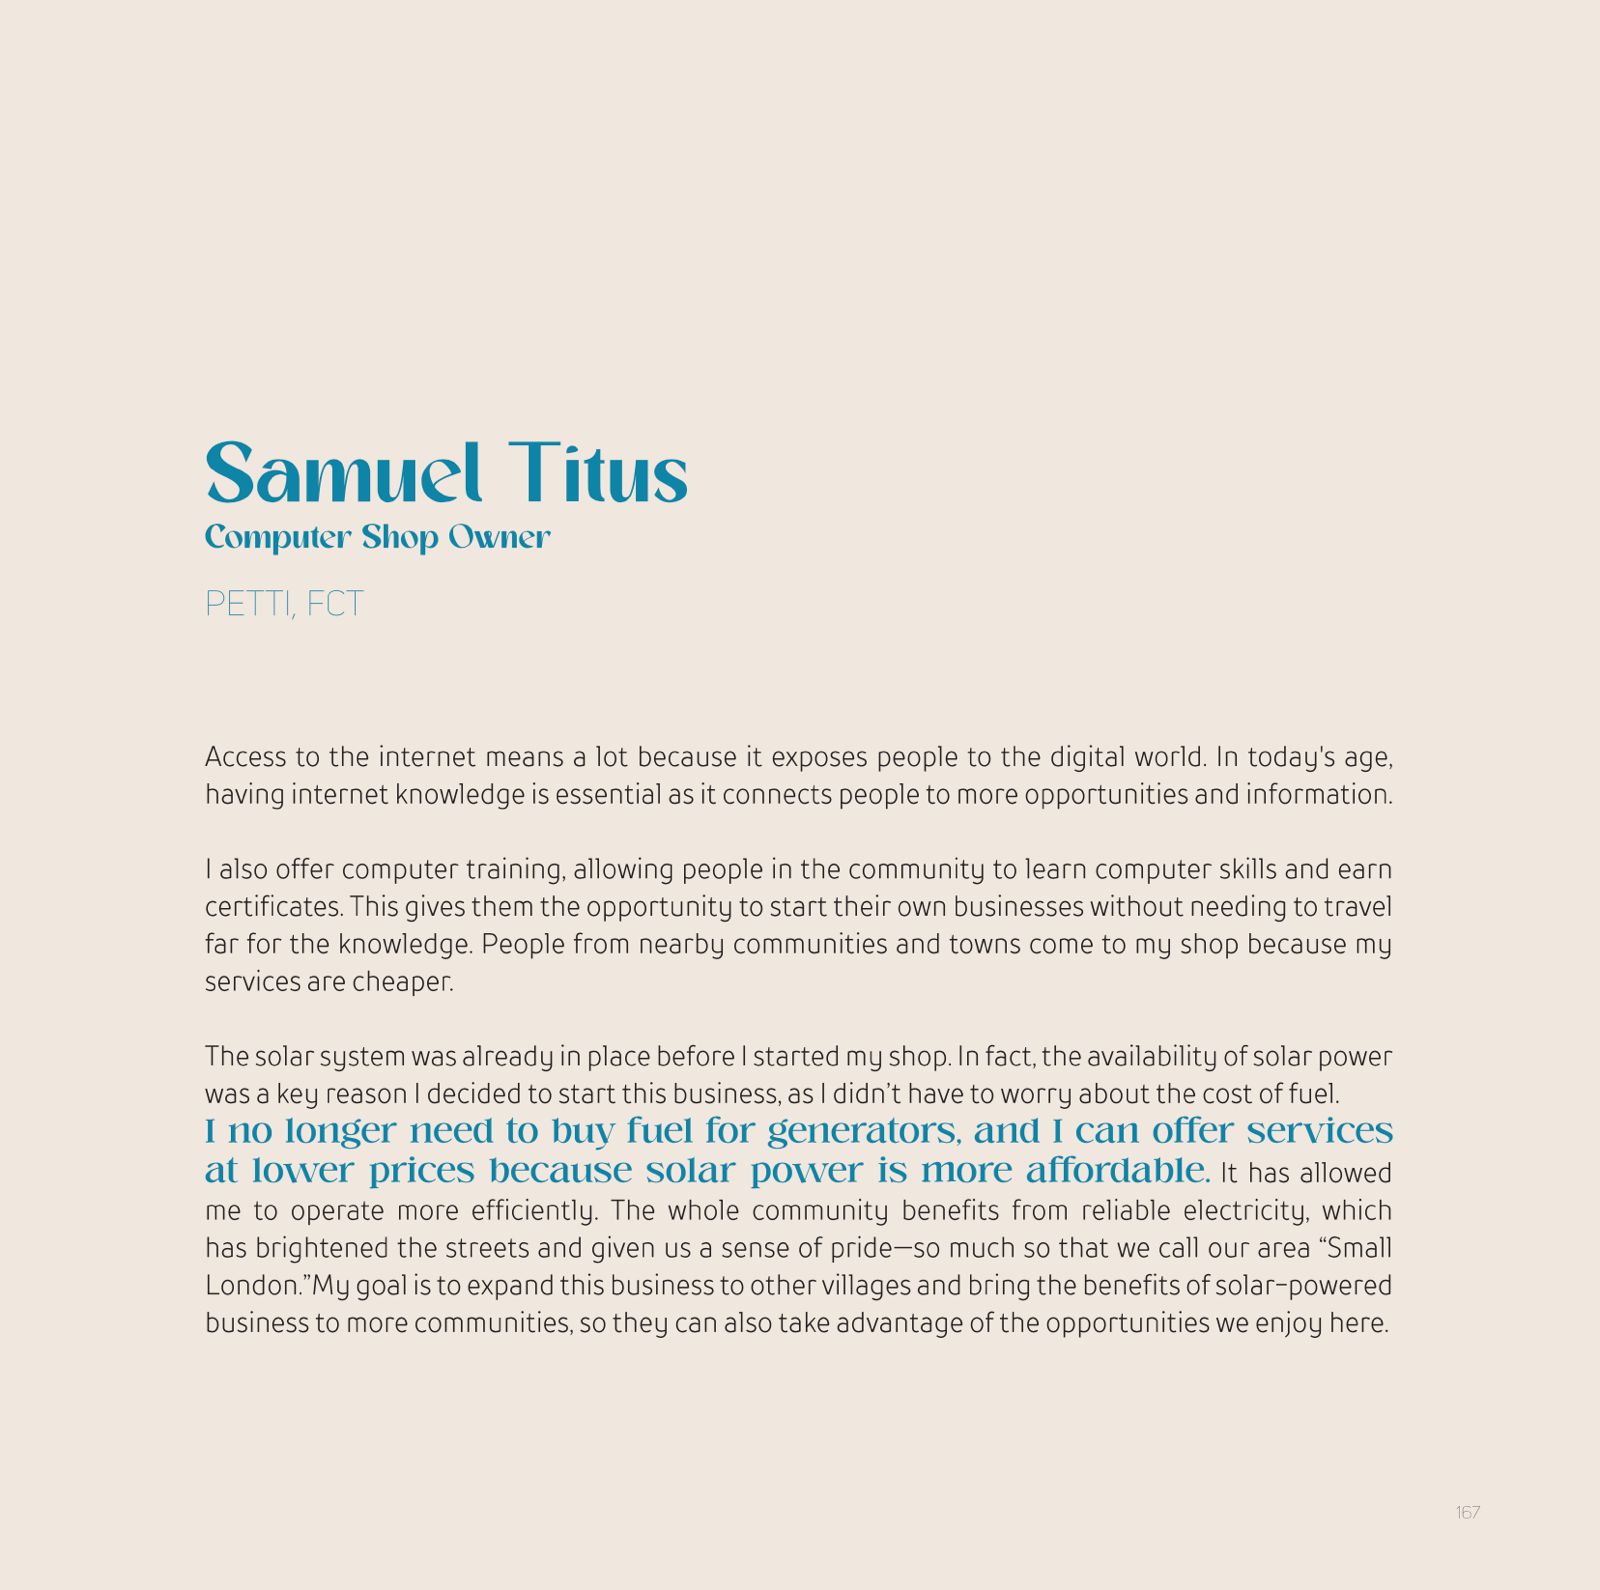 Samuel Titus
Computer Shop Owner
PETTI, FCT
Access to the internet means a lot because it exposes people to the digital world. In today's age,
having internet knowledge is essential as it connects people to more opportunities and information.
I also offer computer training, allowing people in the community to learn computer skills and earn
certificates. This gives them the opportunity to start their own businesses without needing to travel
far for the knowledge. People from nearby communities and towns come to my shop because my
services are cheaper.
The solar system was already in place before I started my shop. In fact, the availability of solar power
was a key reason I decided to start this business, as I didn’t have to worry about the cost of fuel.
I no longer need to buy fuel for generators, and I can offer services
at lower prices because solar power is more affordable. It has allowed
me to operate more efficiently. The whole community benefits from reliable electricity, which
has brightened the streets and given us a sense of pride—so much so that we call our area “Small
London.”My goal is to expand this business to other villages and bring the benefits of solar-powered
business to more communities, so they can also take advantage of the opportunities we enjoy here.
167